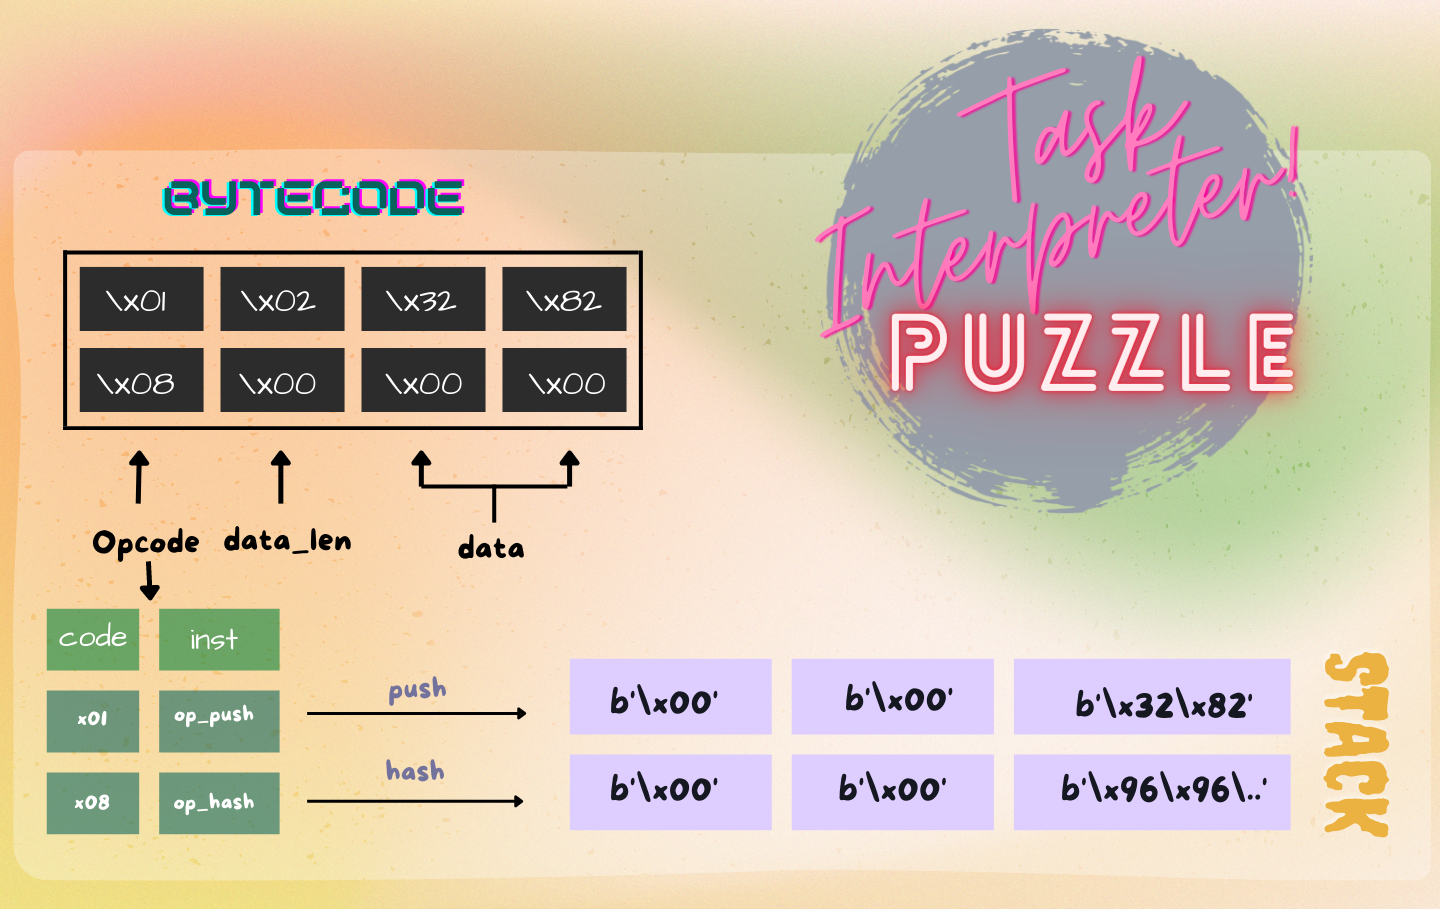 Task
Interpreter!
PUZZLE
BYTECODE
\x01 \x02 \x32 \x82
\x08 \x00 \x00 \x00
Opcode data_len data
code inst
x01 op_push
x08 op_hash
push
b'\x00' b'\x00' b'\x32\x82'
hash
b'\x00' b'\x00' b'\x96\x96\..'
STACK